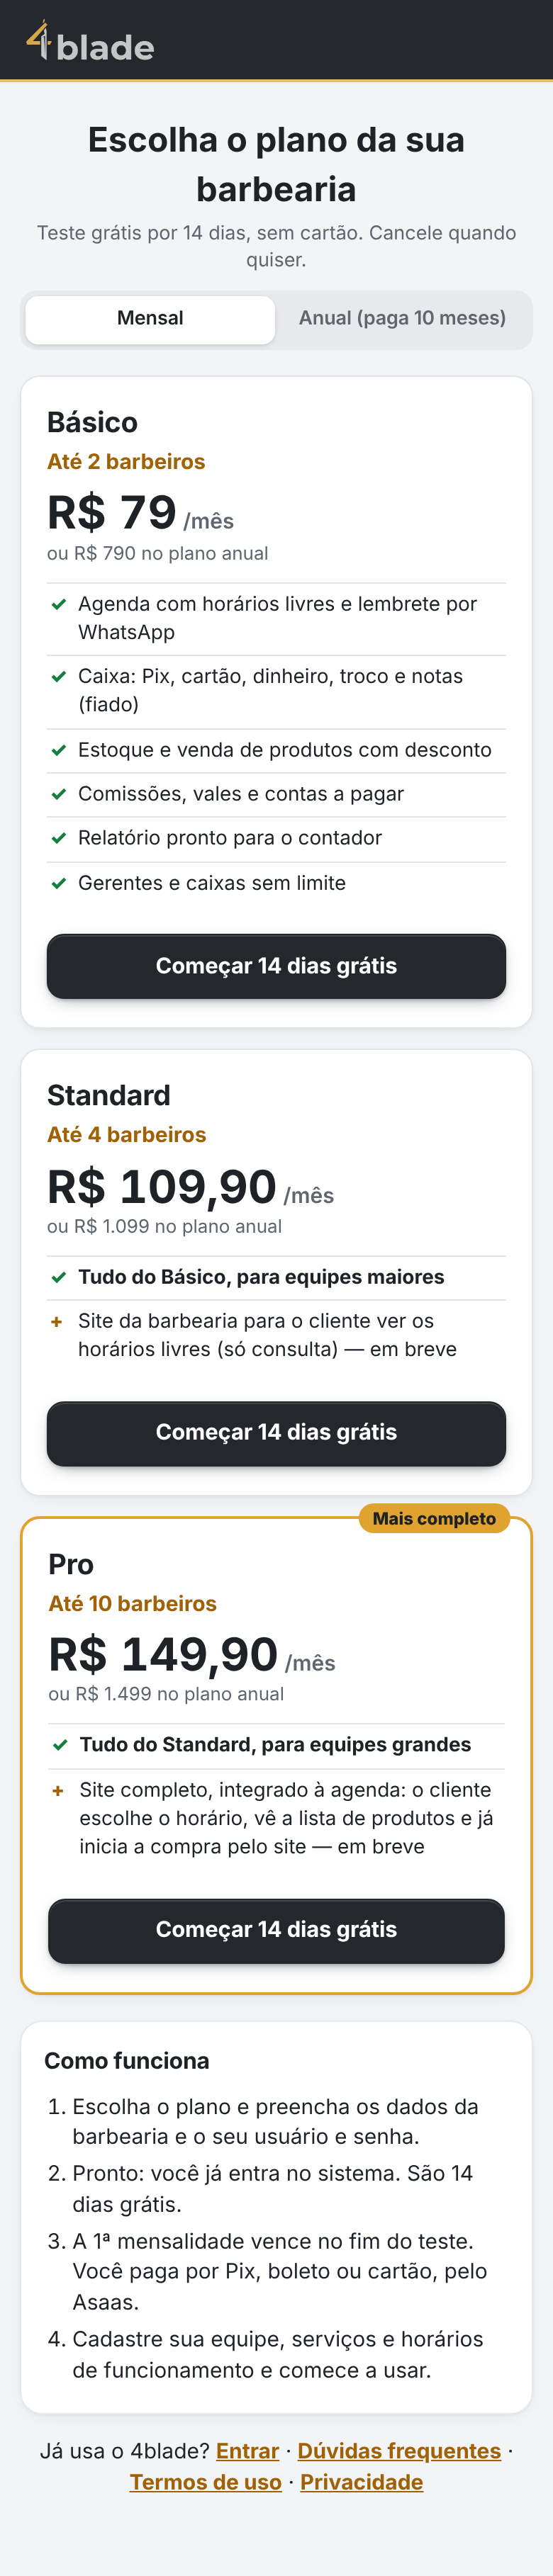 4blade
Escolha o plano da sua
barbearia
Teste grátis por 14 dias, sem cartão. Cancele quando
quiser.
Mensal
Anual (paga 10 meses)
Básico
Até 2 barbeiros
R$ 79 /mês
ou R$ 790 no plano anual
✓ Agenda com horários livres e lembrete por
WhatsApp
✓ Caixa: Pix, cartão, dinheiro, troco e notas
(fiado)
✓ Estoque e venda de produtos com desconto
✓ Comissões, vales e contas a pagar
✓ Relatório pronto para o contador
✓ Gerentes e caixas sem limite
Começar 14 dias grátis
Standard
Até 4 barbeiros
R$ 109,90 /mês
ou R$ 1.099 no plano anual
✓ Tudo do Básico, para equipes maiores
+ Site da barbearia para o cliente ver os
horários livres (só consulta) — em breve
Começar 14 dias grátis
Mais completo
Pro
Até 10 barbeiros
R$ 149,90 /mês
ou R$ 1.499 no plano anual
✓ Tudo do Standard, para equipes grandes
+ Site completo, integrado à agenda: o cliente
escolhe o horário, vê a lista de produtos e já
inicia a compra pelo site — em breve
Começar 14 dias grátis
Como funciona
1. Escolha o plano e preencha os dados da
barbearia e o seu usuário e senha.
2. Pronto: você já entra no sistema. São 14
dias grátis.
3. A 1ª mensalidade vence no fim do teste.
Você paga por Pix, boleto ou cartão, pelo
Asaas.
4. Cadastre sua equipe, serviços e horários
de funcionamento e comece a usar.
Já usa o 4blade? Entrar · Dúvidas frequentes ·
Termos de uso · Privacidade